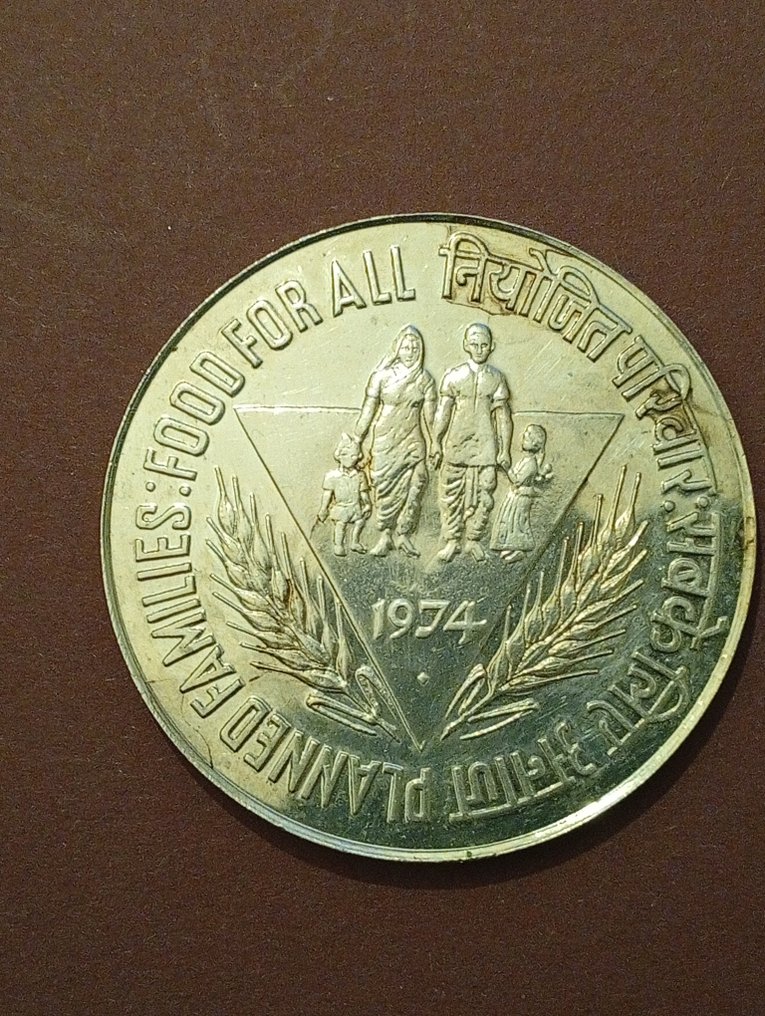 PLANNED FAMILIES: FOOD FOR ALL
नियोजित परिवार: सबके लिए अनाज
1974